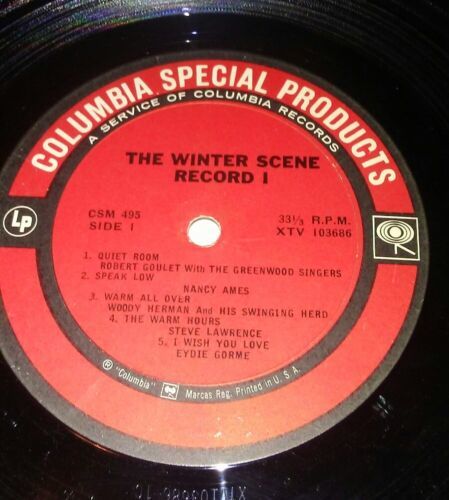 COLUMBIA SPECIAL PRODUCTS
A SERVICE OF COLUMBIA RECORDS
THE WINTER SCENE
RECORD I
Lp
CSM 495
SIDE I
33⅓ R.P.M.
XTV 103686
1. QUIET ROOM
ROBERT GOULET With THE GREENWOOD SINGERS
2. SPEAK LOW
NANCY AMES
3. WARM ALL OVER
WOODY HERMAN And HIS SWINGING HERD
4. THE WARM HOURS
STEVE LAWRENCE
5. I WISH YOU LOVE
EYDIE GORME
® "Columbia" Marcas Reg. Printed in U. S. A.